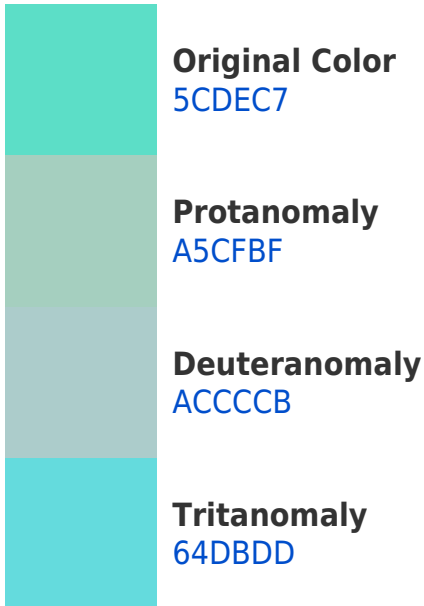 Original Color
5CDEC7
Protanomaly
A5CFBF
Deuteranomaly
ACCCCB
Tritanomaly
64DBDD